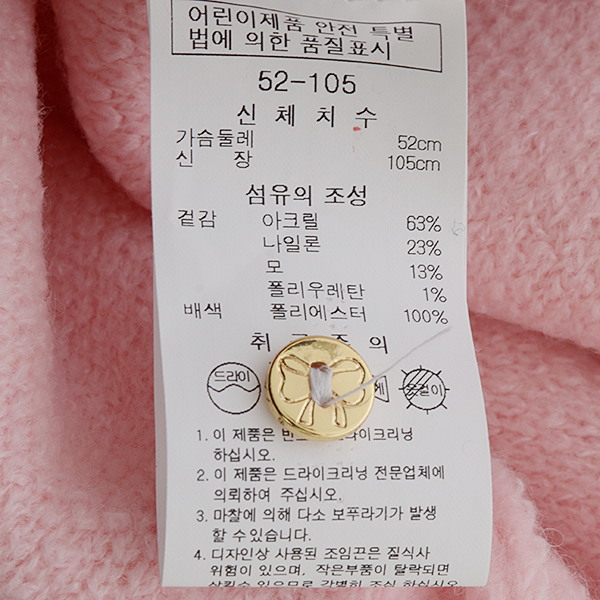 어린이제품 안전 특별
법에 의한 품질표시
52-105
신 체 치 수
가슴둘레 52cm
신 장 105cm
섬유의 조성
겉감 아크릴 63%
나일론 23%
모 13%
폴리우레탄 1%
배색 폴리에스터 100%
취 의
드라이
1. 이 제품은
하십시오.
2. 이 제품은 드라이크리닝 전문업체에
의뢰하여 주십시오.
3. 마찰에 의해 다소 보푸라기가 발생
할 수 있습니다.
4. 디자인상 사용된 조임끈은 질식사
위험이 있으며, 작은부품이 탈락되면